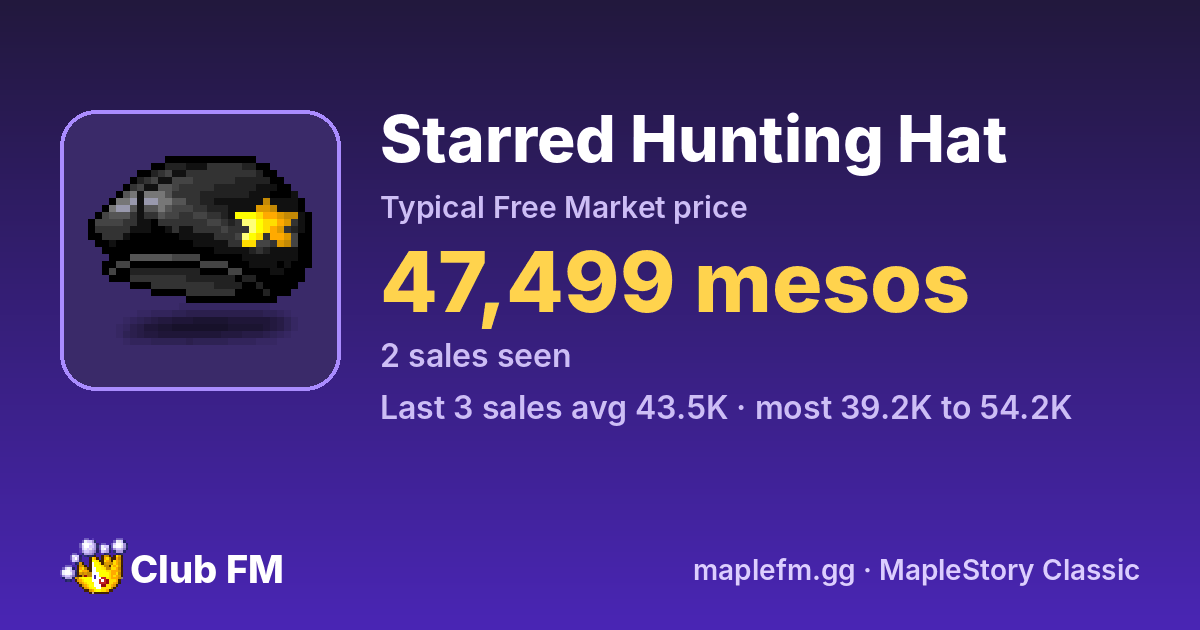 Starred Hunting Hat
Typical Free Market price
47,499 mesos
2 sales seen
Last 3 sales avg 43.5K · most 39.2K to 54.2K
Club FM
maplefm.gg · MapleStory Classic